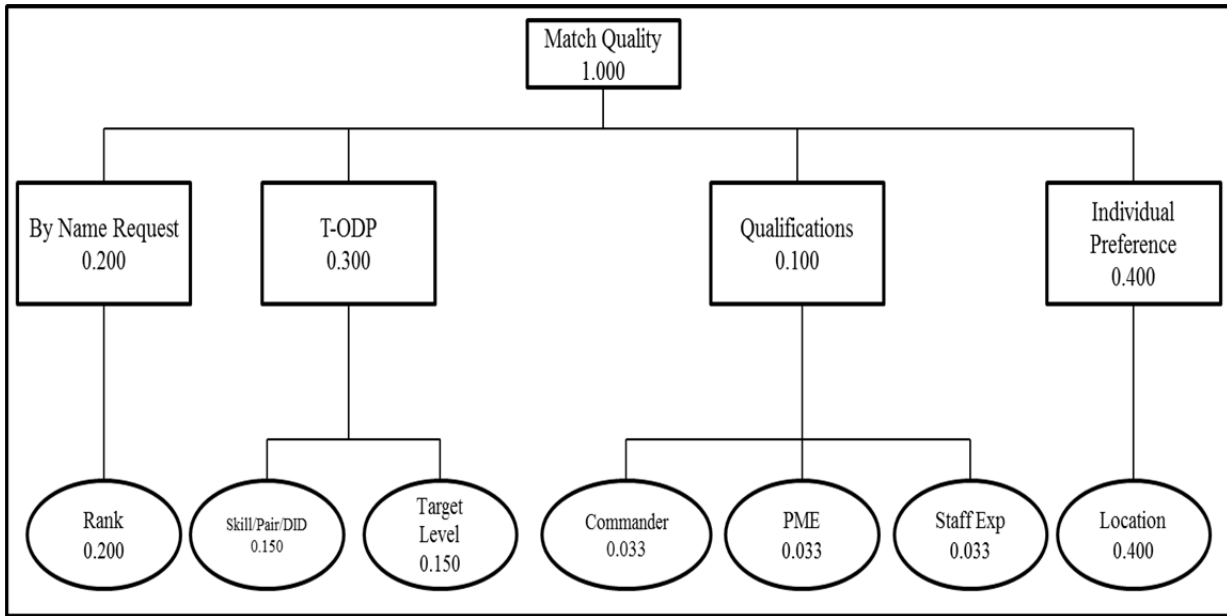 Match Quality
1.000
By Name Request
0.200
T-ODP
0.300
Qualifications
0.100
Individual
Preference
0.400
Rank
0.200
Skill/Pair/DID
0.150
Target
Level
0.150
Commander
0.033
PME
0.033
Staff Exp
0.033
Location
0.400